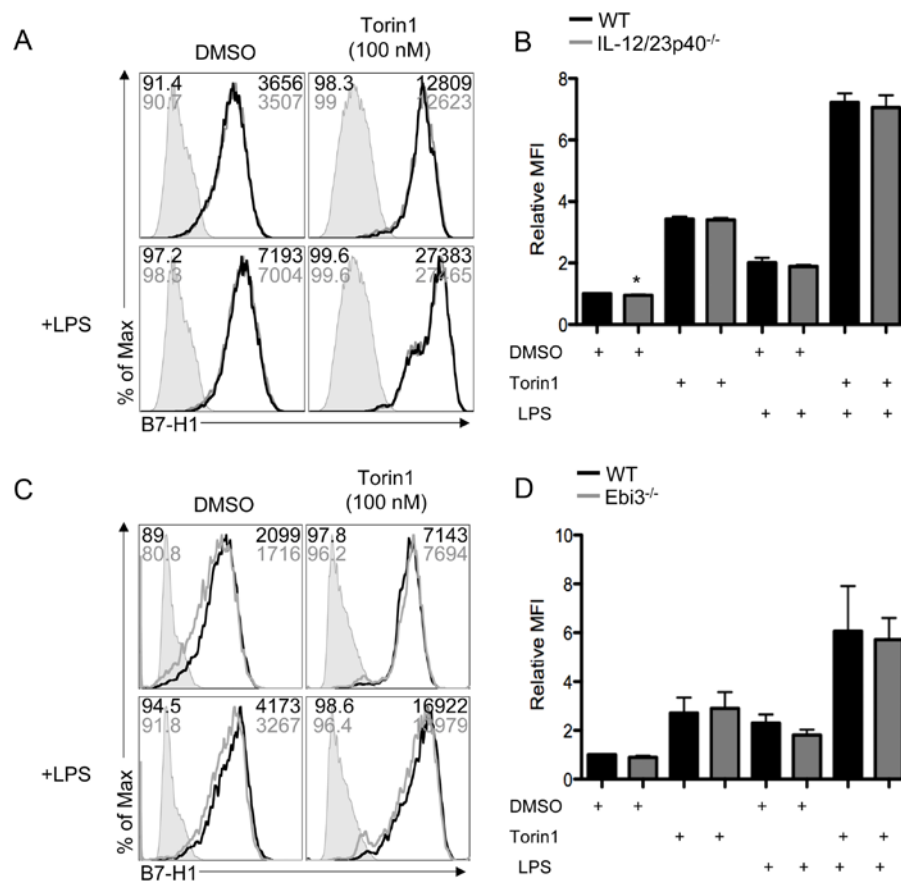 A
DMSO
Torin1
(100 nM)
91.4 3656
90.7 3507
98.3 12809
99 12623
+LPS
97.2 7193
98.3 7004
99.6 27383
99.6
% of Max
B7-H1
B
WT
IL-12/23p40-/-
Relative MFI
8
6
4
2
0
*
DMSO + + + +
Torin1 + + + +
LPS + + + +
C
DMSO
Torin1
(100 nM)
89 2099
80.8 1716
97.8 7143
96.2 7694
+LPS
94.5 4173
91.8 3267
98.6 16922
96.4
% of Max
B7-H1
D
WT
Ebi3-/-
Relative MFI
10
8
6
4
2
0
DMSO + + + +
Torin1 + + + +
LPS + + + +